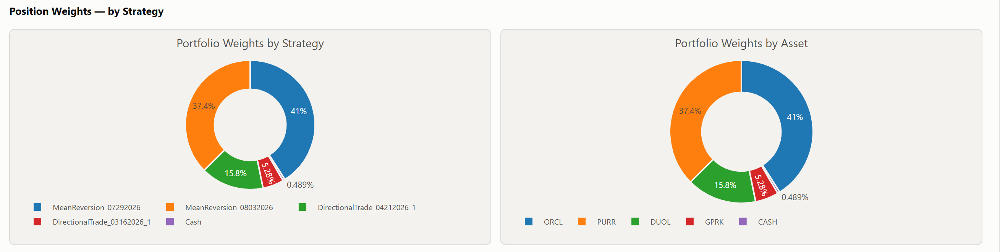 Position Weights — by Strategy
Portfolio Weights by Strategy
41%
37.4%
15.8%
5.28%
0.489%
MeanReversion_07292026
MeanReversion_08032026
DirectionalTrade_04212026_1
DirectionalTrade_03162026_1
Cash
Portfolio Weights by Asset
41%
37.4%
15.8%
5.28%
0.489%
ORCL
PURR
DUOL
GPRK
CASH